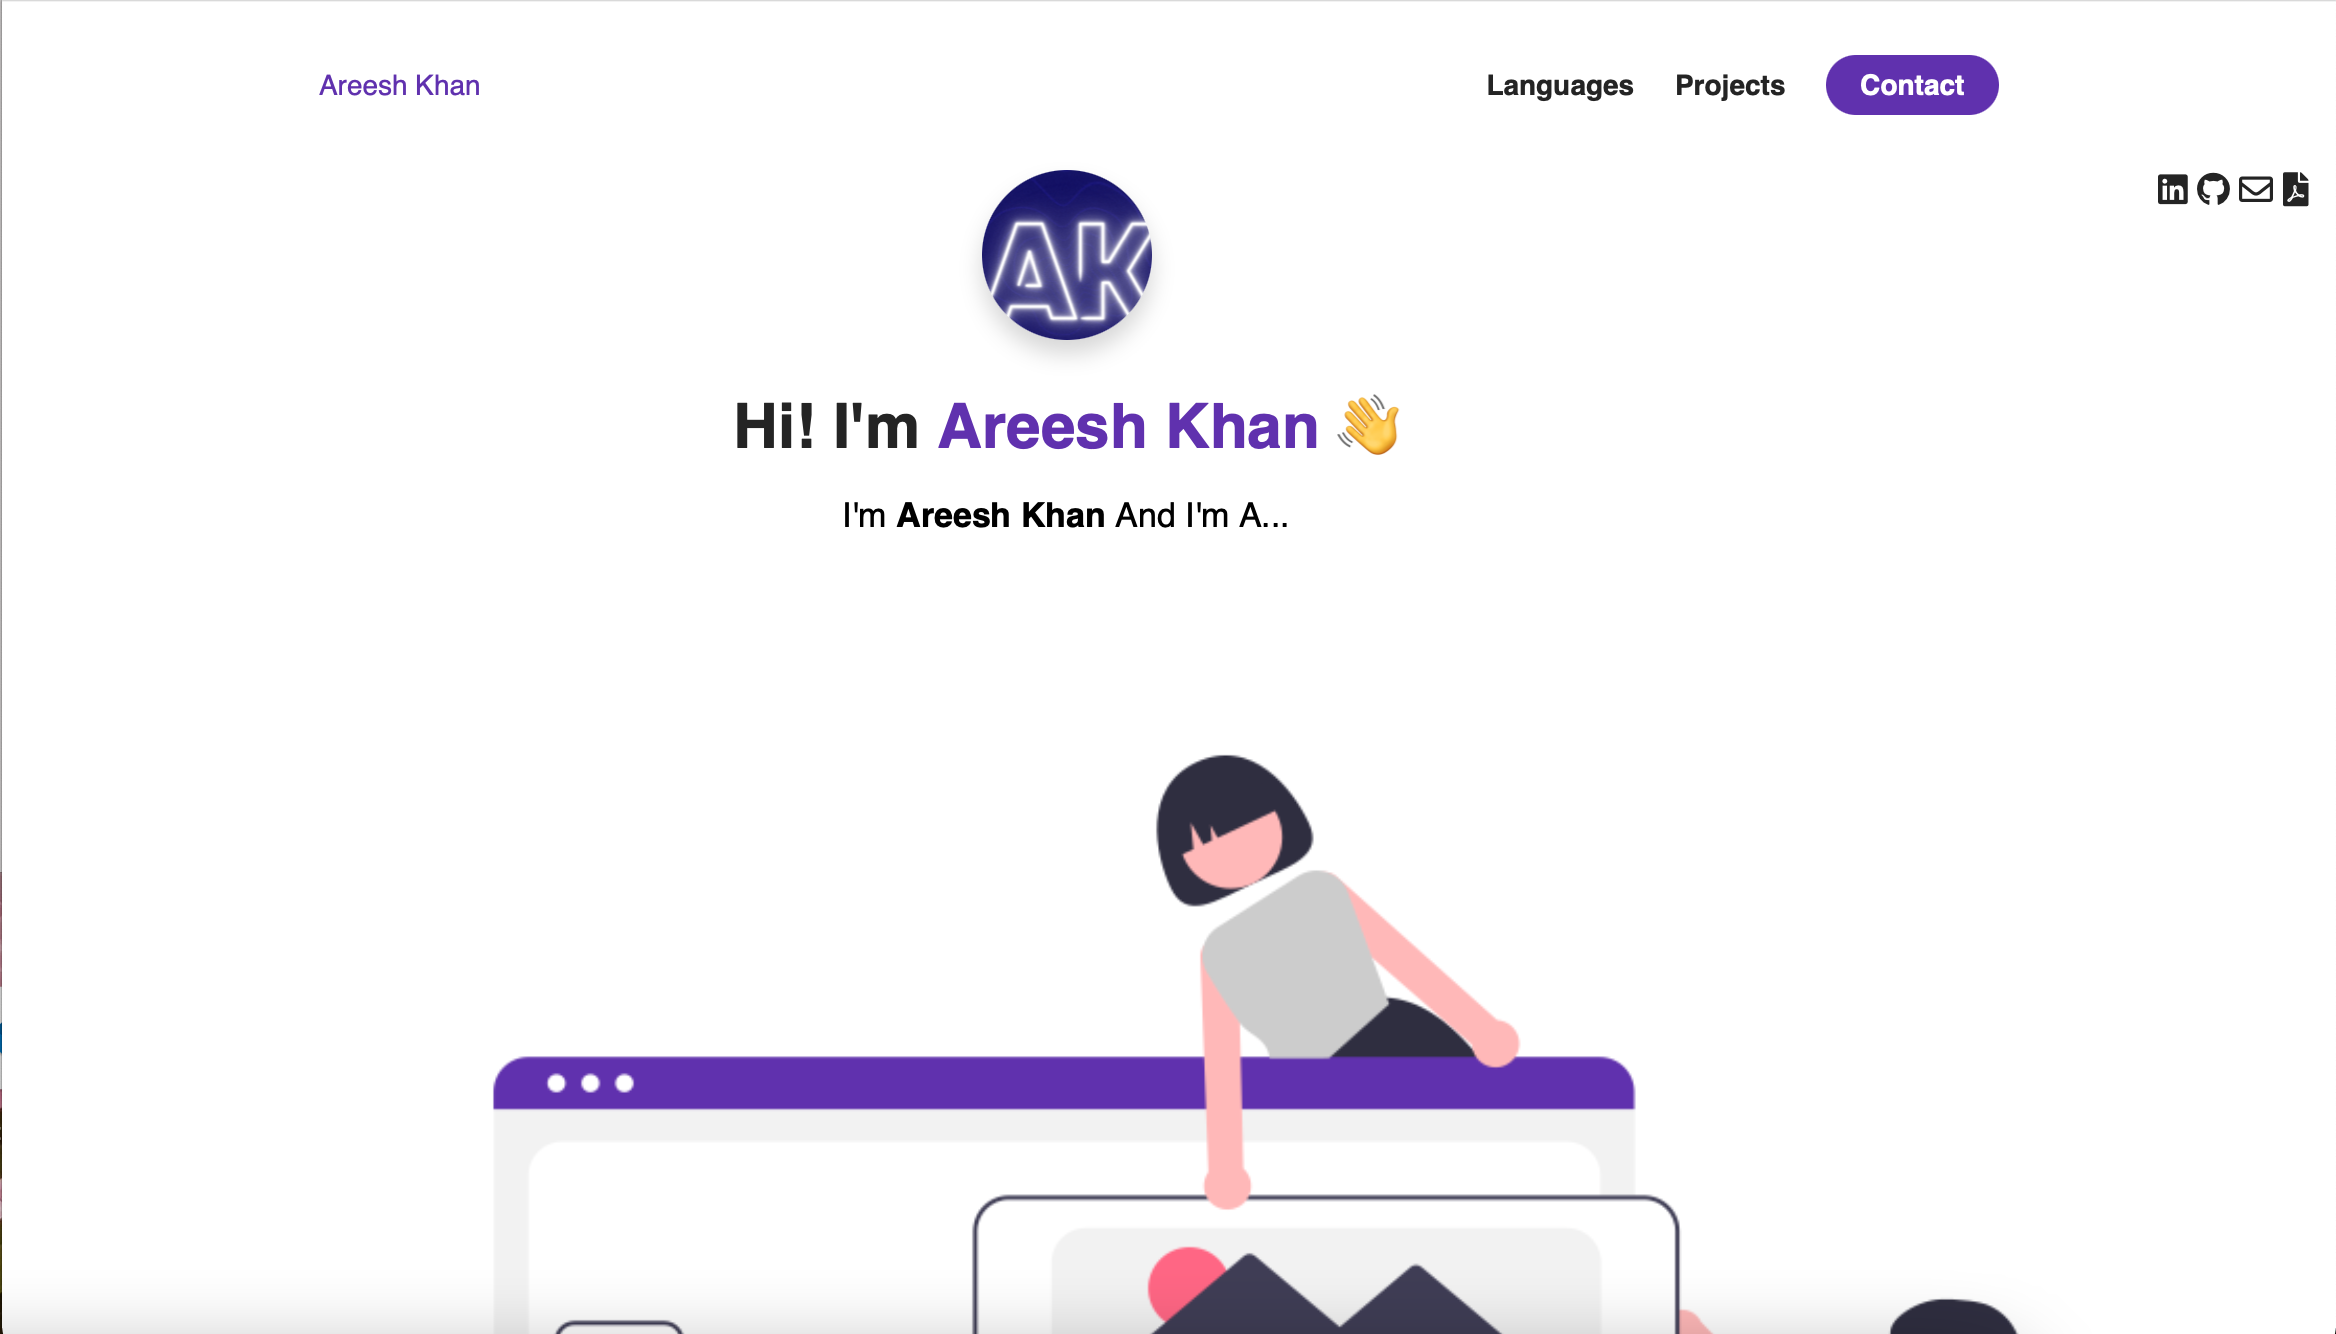 Areesh Khan
Languages Projects Contact
AK
Hi! I'm Areesh Khan 👋
I'm Areesh Khan And I'm A...